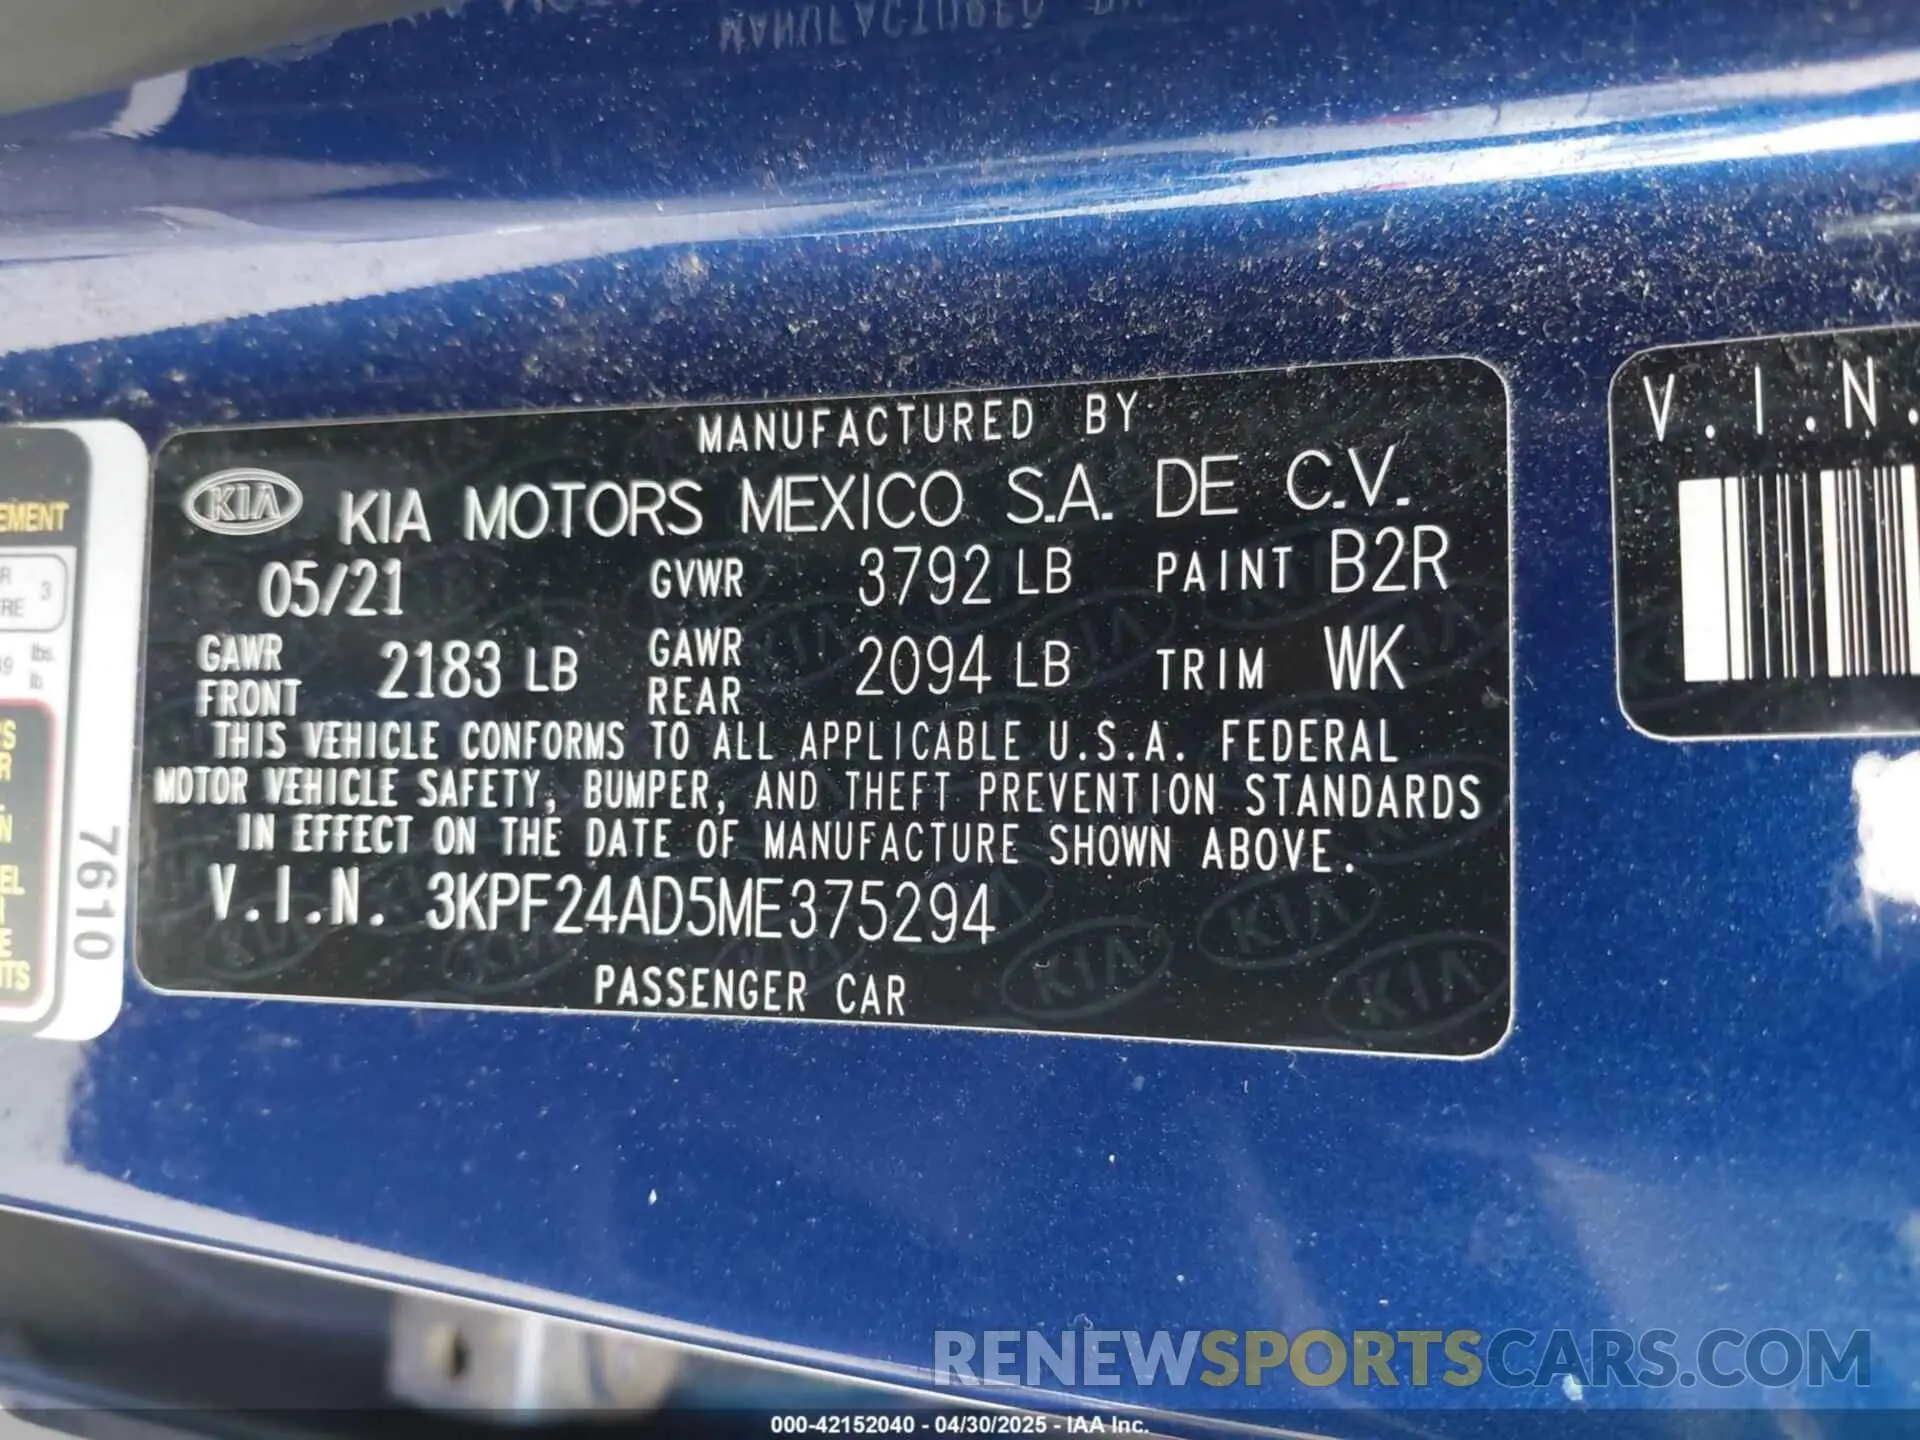 MANUFACTURED BY
KIA KIA MOTORS MEXICO S.A. DE C.V.
05/21 GVWR 3792 LB PAINT B2R
GAWR FRONT 2183 LB GAWR REAR 2094 LB TRIM WK
THIS VEHICLE CONFORMS TO ALL APPLICABLE U.S.A. FEDERAL
MOTOR VEHICLE SAFETY, BUMPER, AND THEFT PREVENTION STANDARDS
IN EFFECT ON THE DATE OF MANUFACTURE SHOWN ABOVE.
V.I.N. 3KPF24AD5ME375294
PASSENGER CAR
V.I.N.
7610
3
lbs.
lb.
RENEWSPORTSCARS.COM
000-42152040 - 04/30/2025 - IAA Inc.